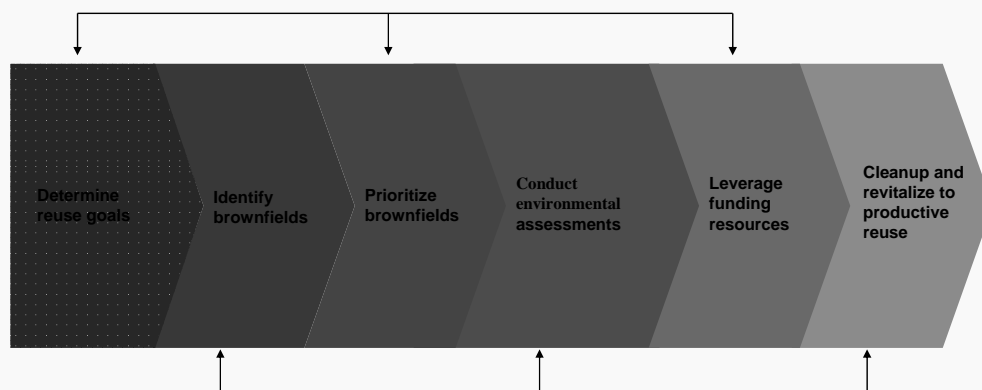 Determine
reuse goals
Identify
brownfields
Prioritize
brownfields
Conduct
environmental
assessments
Leverage
funding
resources
Cleanup and
revitalize to
productive
reuse